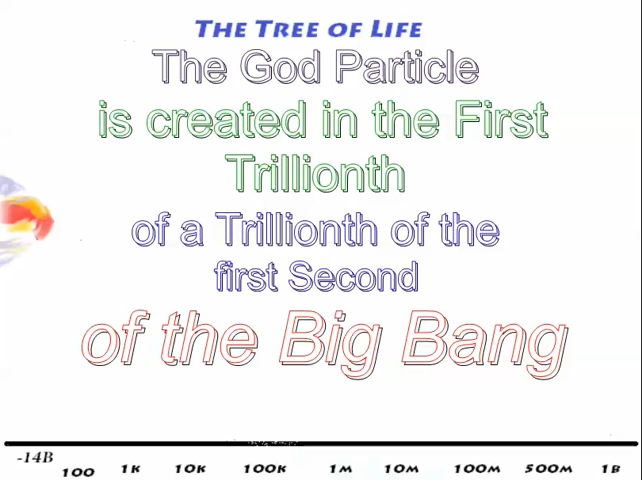 THE TREE OF LIFE
The God Particle
is created in the First
Trillionth
of a Trillionth of the
first Second
of the Big Bang
-14B 100 1K 10K 100K 1M 10M 100M 500M 1B